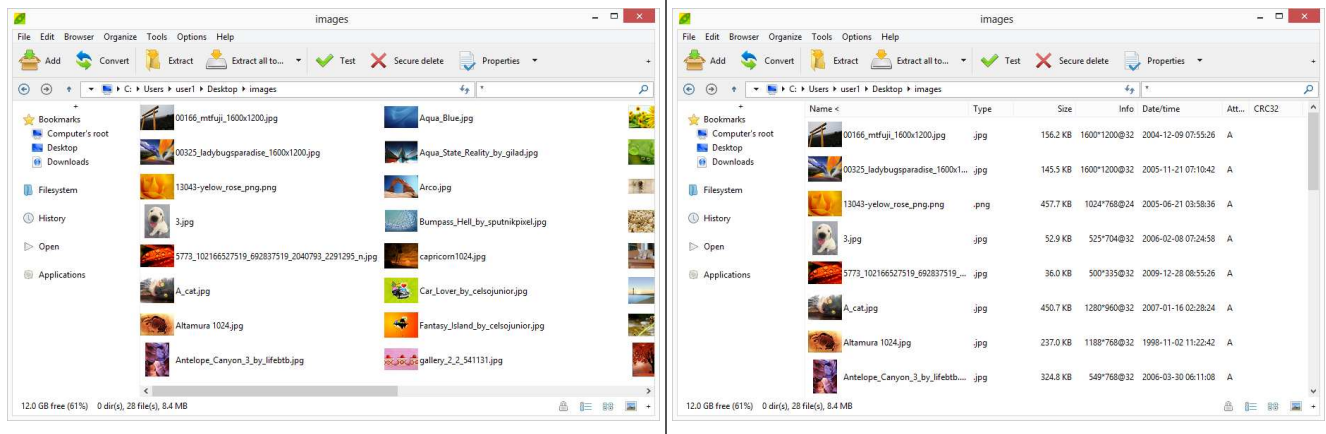 images
File Edit Browser Organize Tools Options Help
Add Convert Extract Extract all to... Test Secure delete Properties
C: Users user1 Desktop images *
Bookmarks
Computer's root
Desktop
Downloads
Filesystem
History
Open
Applications
00166_mtfuji_1600x1200.jpg
00325_ladybugsparadise_1600x1200.jpg
13043-yelow_rose_png.png
3.jpg
5773_102166527519_692837519_2040793_2291295_n.jpg
A_cat.jpg
Altamura 1024.jpg
Antelope_Canyon_3_by_lifebtb.jpg
Aqua_Blue.jpg
Aqua_State_Reality_by_gilad.jpg
Arco.jpg
Bumpass_Hell_by_sputnikpixel.jpg
capricorn1024.jpg
Car_Lover_by_celsojunior.jpg
Fantasy_Island_by_celsojunior.jpg
gallery_2_2_541131.jpg
12.0 GB free (61%) 0 dir(s), 28 file(s), 8.4 MB
images
File Edit Browser Organize Tools Options Help
Add Convert Extract Extract all to... Test Secure delete Properties
C: Users user1 Desktop images *
Bookmarks
Computer's root
Desktop
Downloads
Filesystem
History
Open
Applications
Name < Type Size Info Date/time Att... CRC32
00166_mtfuji_1600x1200.jpg .jpg 156.2 KB 1600*1200@32 2004-12-09 07:55:26 A
00325_ladybugsparadise_1600x1... .jpg 145.5 KB 1600*1200@32 2005-11-21 07:10:42 A
13043-yelow_rose_png.png .png 457.7 KB 1024*768@24 2005-06-21 03:58:36 A
3.jpg .jpg 52.9 KB 525*704@32 2006-02-08 07:24:58 A
5773_102166527519_692837519_... .jpg 36.0 KB 500*335@32 2009-12-28 08:55:26 A
A_cat.jpg .jpg 450.7 KB 1280*960@32 2007-01-16 02:28:24 A
Altamura 1024.jpg .jpg 237.0 KB 1188*768@32 1998-11-02 11:22:42 A
Antelope_Canyon_3_by_lifebtb.... .jpg 324.8 KB 549*768@32 2006-03-30 06:11:08 A
12.0 GB free (61%) 0 dir(s), 28 file(s), 8.4 MB